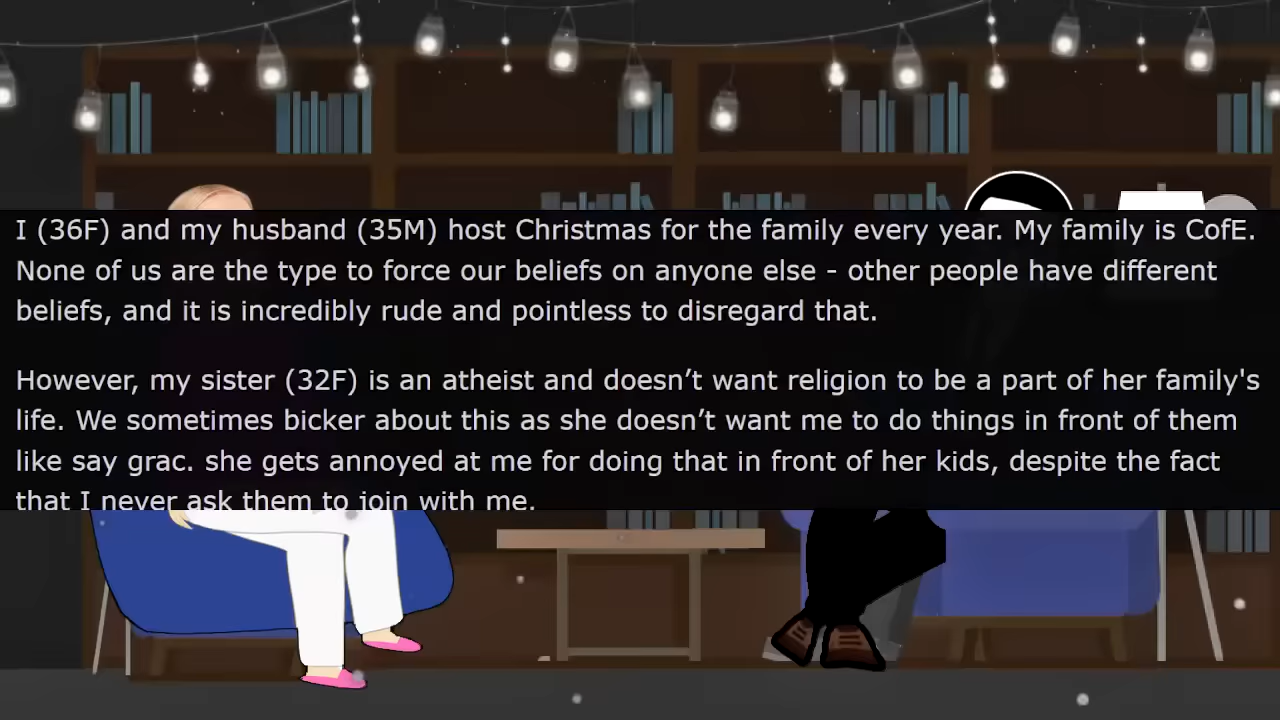 I (36F) and my husband (35M) host Christmas for the family every year. My family is CofE.
None of us are the type to force our beliefs on anyone else - other people have different
beliefs, and it is incredibly rude and pointless to disregard that.
However, my sister (32F) is an atheist and doesn’t want religion to be a part of her family's
life. We sometimes bicker about this as she doesn’t want me to do things in front of them
like say grac. she gets annoyed at me for doing that in front of her kids, despite the fact
that I never ask them to join with me.